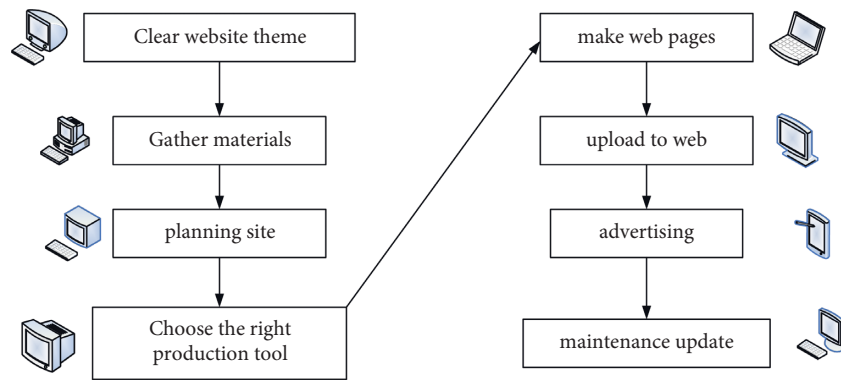 Clear website theme
Gather materials
planning site
Choose the right
production tool
make web pages
upload to web
advertising
maintenance update